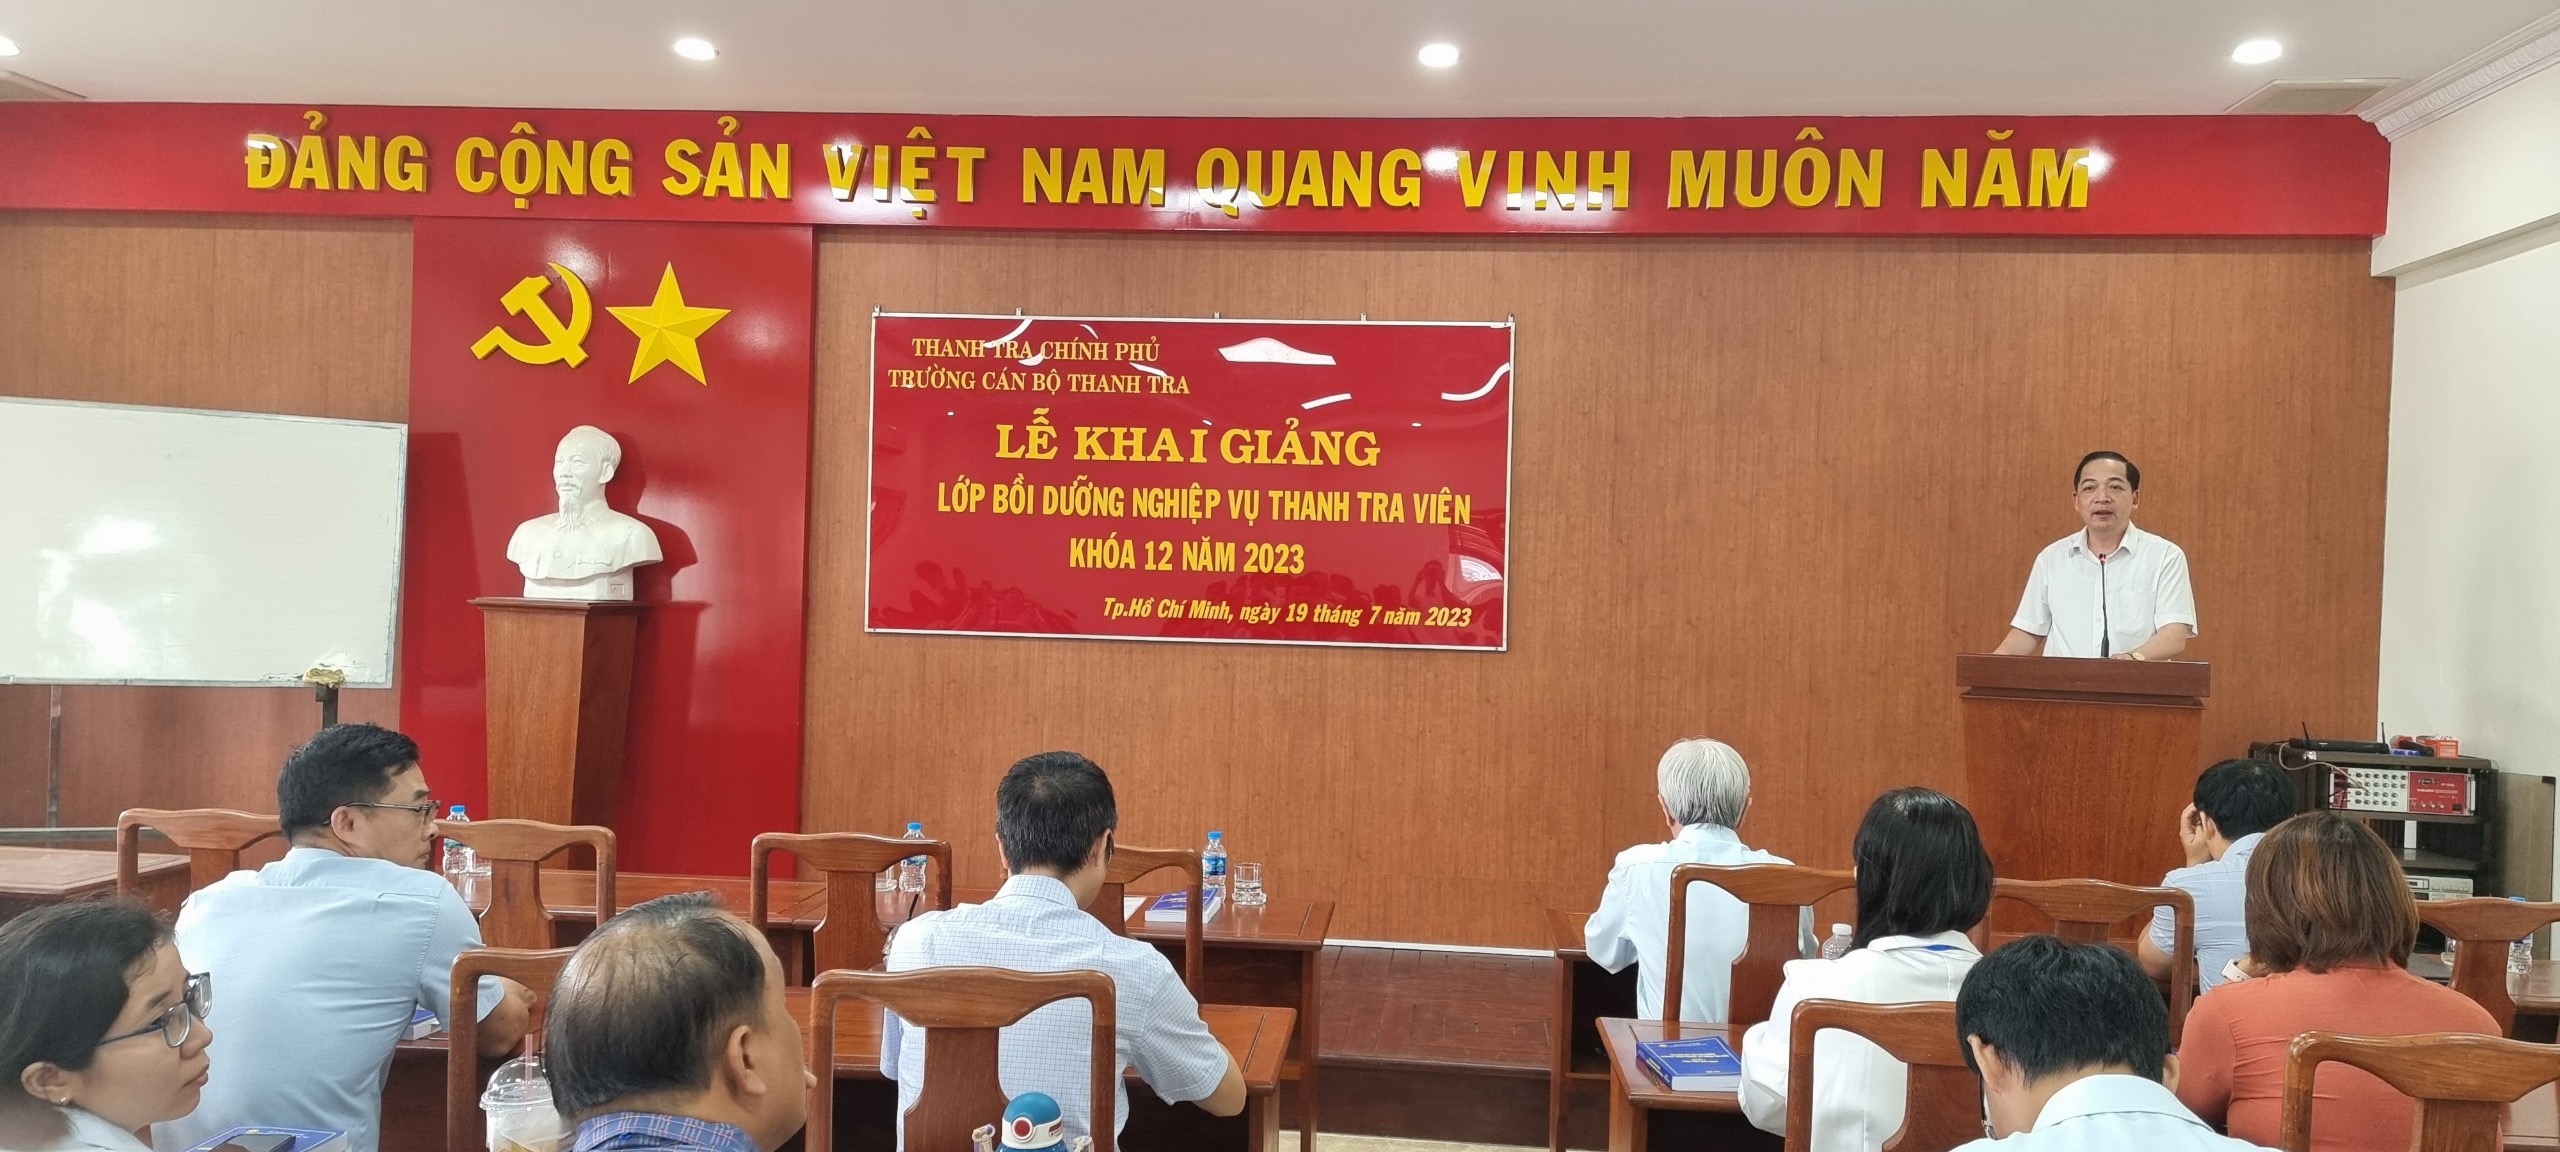 ĐẢNG CỘNG SẢN VIỆT NAM QUANG VINH MUÔN NĂM
THANH TRA CHÍNH PHỦ
TRƯỜNG CÁN BỘ THANH TRA
LỄ KHAI GIẢNG
LỚP BỒI DƯỠNG NGHIỆP VỤ THANH TRA VIÊN
KHÓA 12 NĂM 2023
Tp.Hồ Chí Minh, ngày 19 tháng 7 năm 2023